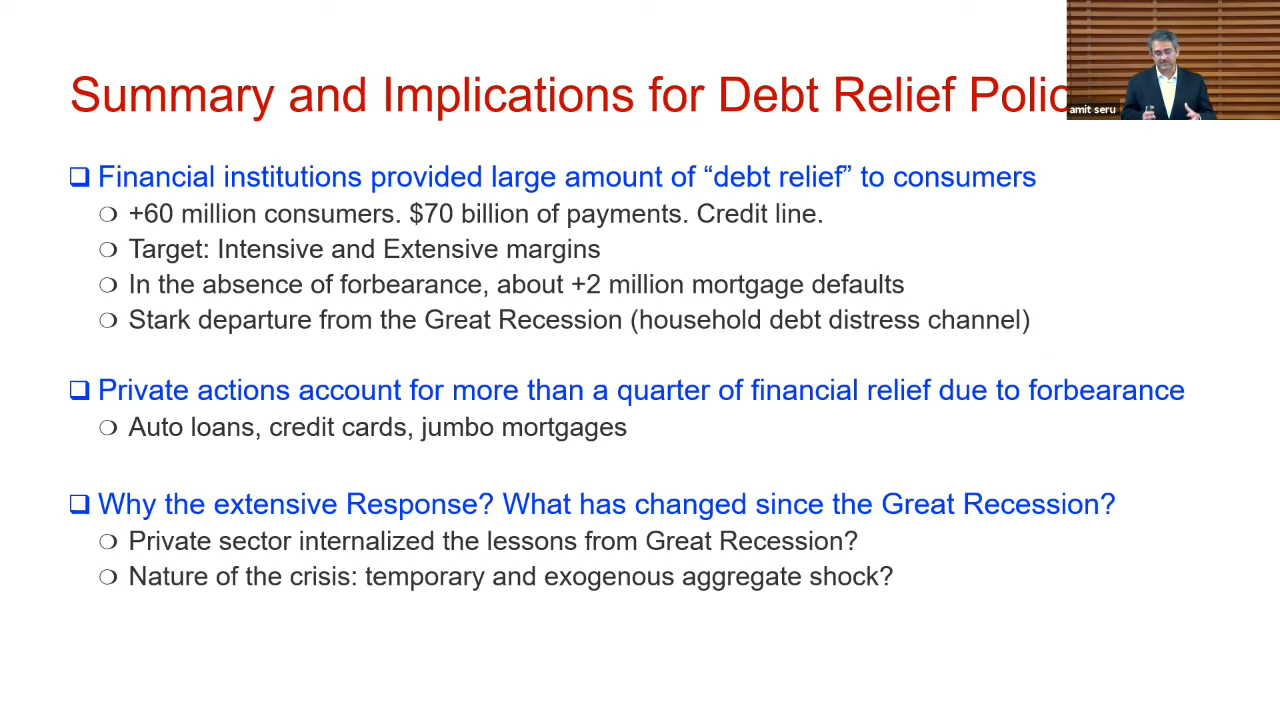 Summary and Implications for Debt Relief Polic
amit seru
Financial institutions provided large amount of “debt relief” to consumers
+60 million consumers. $70 billion of payments. Credit line.
Target: Intensive and Extensive margins
In the absence of forbearance, about +2 million mortgage defaults
Stark departure from the Great Recession (household debt distress channel)
Private actions account for more than a quarter of financial relief due to forbearance
Auto loans, credit cards, jumbo mortgages
Why the extensive Response? What has changed since the Great Recession?
Private sector internalized the lessons from Great Recession?
Nature of the crisis: temporary and exogenous aggregate shock?